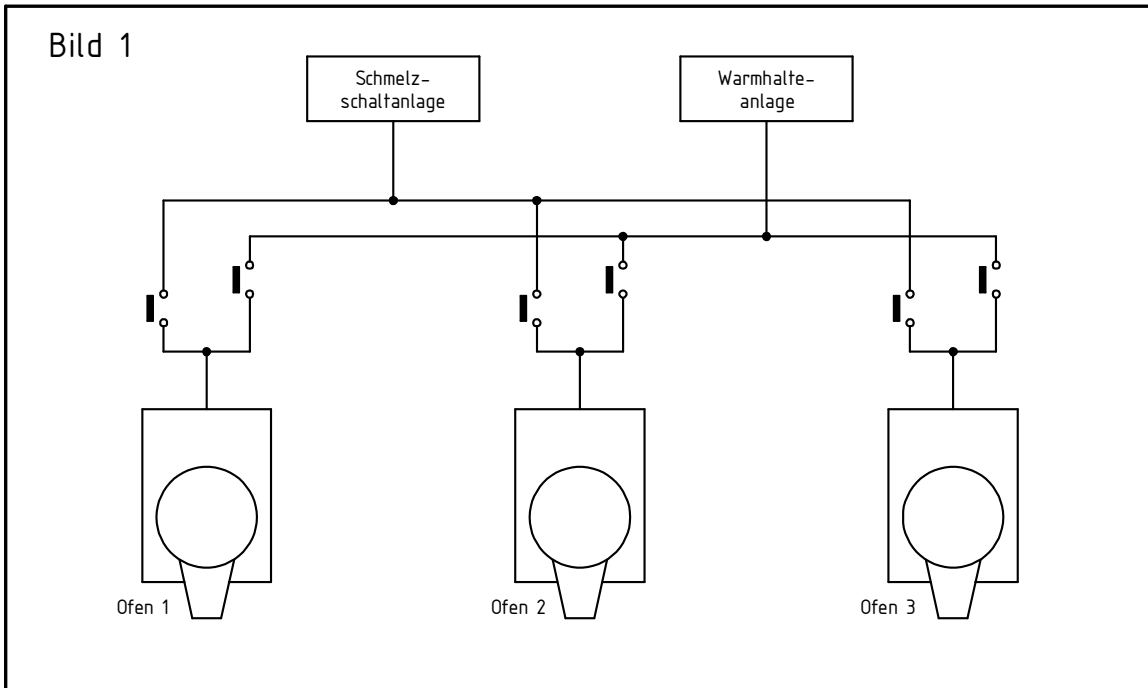 Bild 1
Schmelz-
schaltanlage
Warmhalte-
anlage
Ofen 1
Ofen 2
Ofen 3